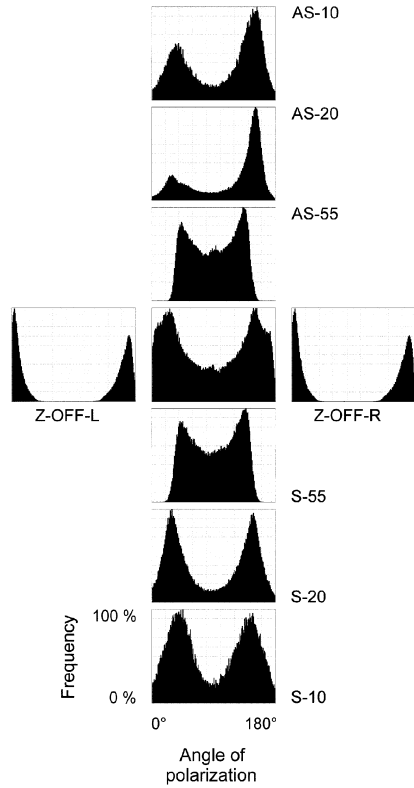 AS-10
AS-20
AS-55
Z-OFF-L
Z-OFF-R
S-55
S-20
S-10
Frequency
100 %
0 %
0°
180°
Angle of
polarization